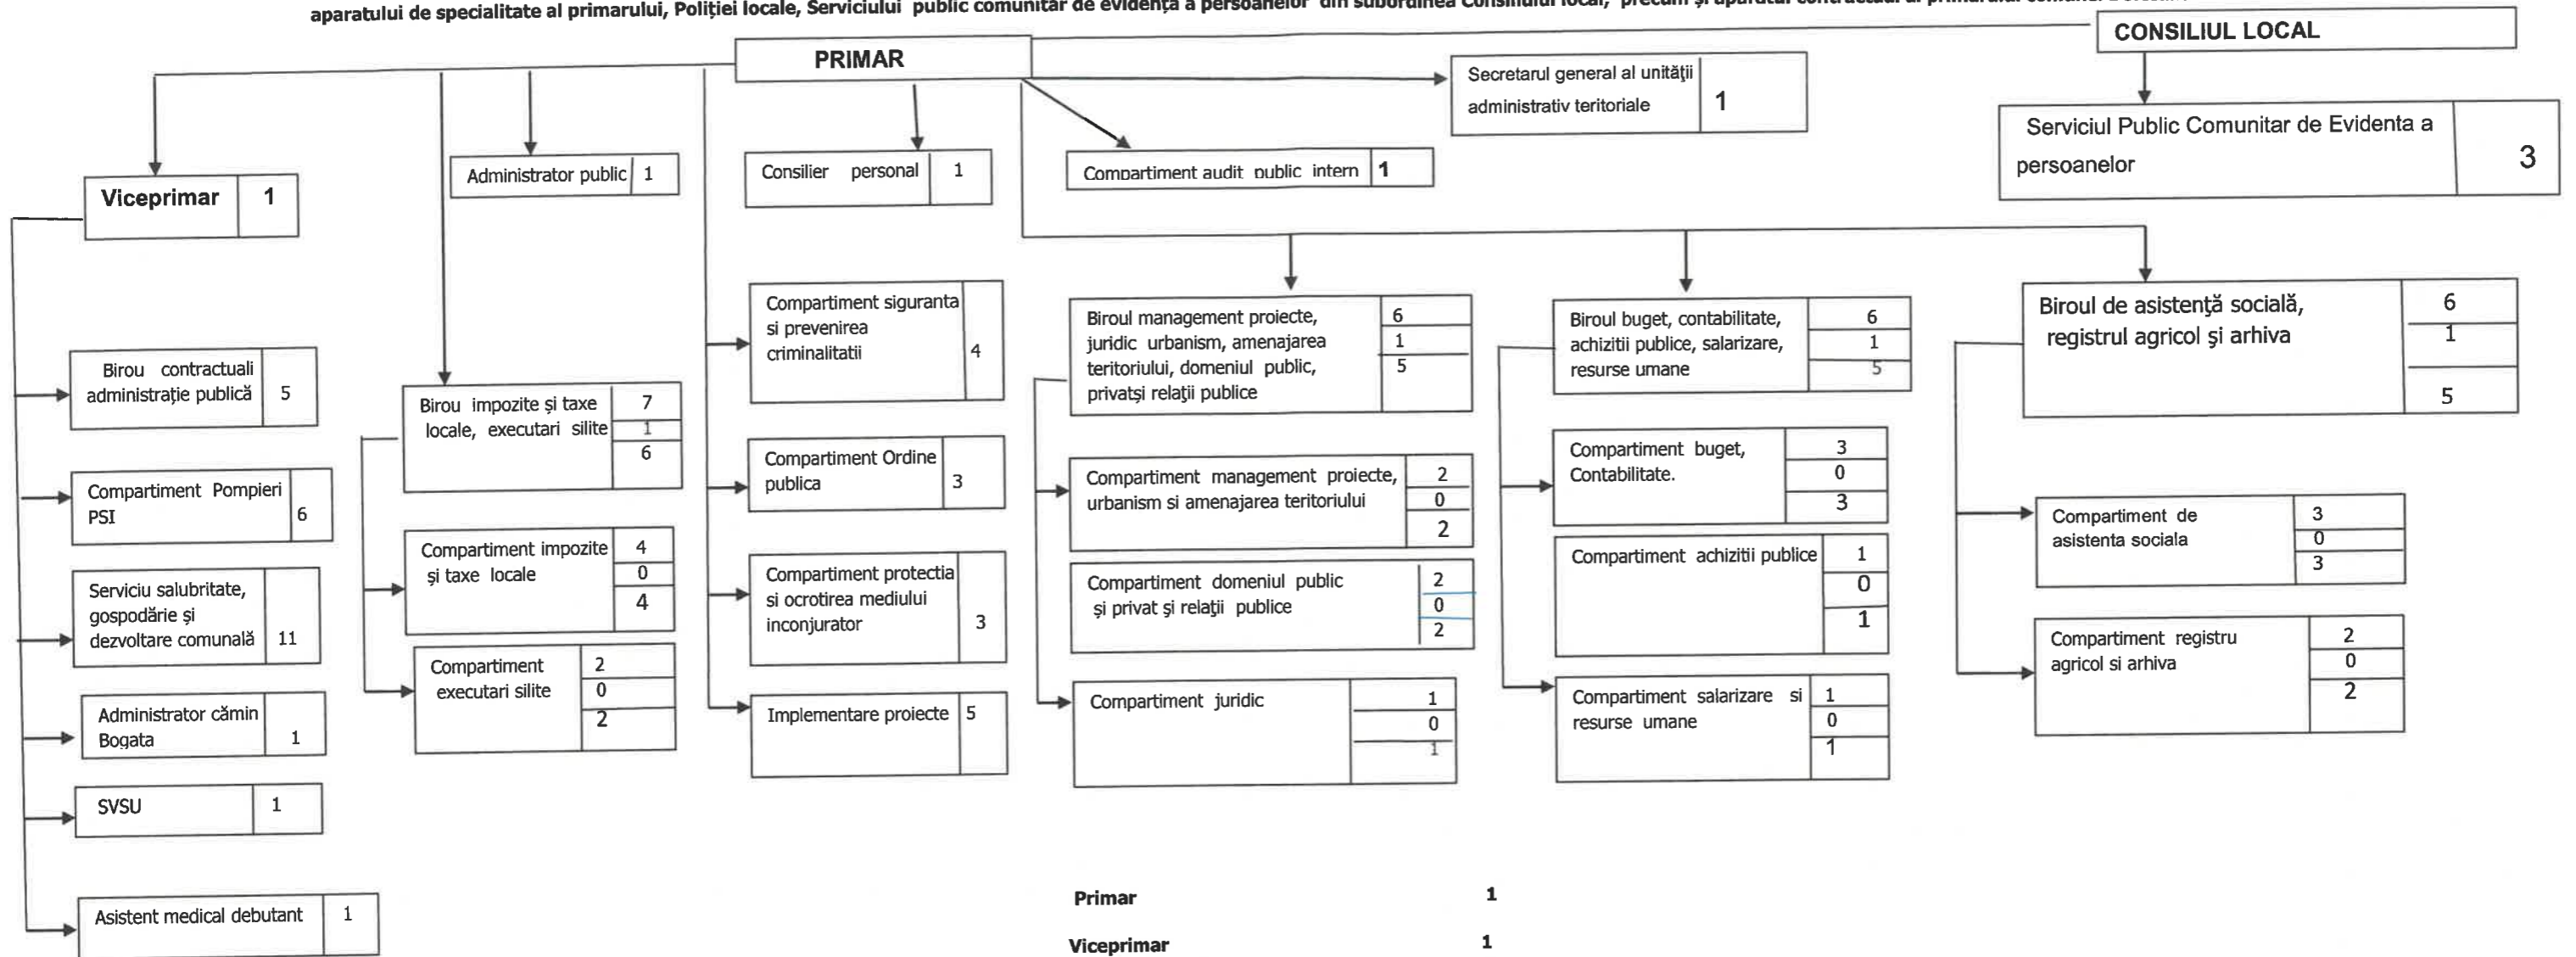 aparatului de specialitate al primarului, Poliției locale, Serviciului public comunitar de evidența a persoanelor din subordinea Consiliului local, precum și aparatul contractual al primarului comunei
PRIMAR
CONSILIUL LOCAL
Secretarul general al unităţii
administrativ teritoriale
1
Serviciul Public Comunitar de Evidenta a
persoanelor
3
Viceprimar
1
Administrator public
1
Consilier personal
1
Compartiment audit public intern
1
Birou contractuali
administrație publică
5
Compartiment Pompieri
PSI
6
Serviciu salubritate,
gospodărie și
dezvoltare comunală
11
Administrator cămin
Bogata
1
SVSU
1
Asistent medical debutant
1
Birou impozite și taxe
locale, executari silite
7
1
6
Compartiment impozite
şi taxe locale
4
0
4
Compartiment
executari silite
2
0
2
Compartiment siguranta
si prevenirea
criminalitatii
4
Compartiment Ordine
publica
3
Compartiment protectia
si ocrotirea mediului
inconjurator
3
Implementare proiecte
5
Biroul management proiecte,
juridic urbanism, amenajarea
teritoriului, domeniul public,
privatși relaţii publice
6
1
5
Compartiment management proiecte,
urbanism si amenajarea teritoriului
2
0
2
Compartiment domeniul public
şi privat şi relaţii publice
2
0
2
Compartiment juridic
1
0
1
Biroul buget, contabilitate,
achizitii publice, salarizare,
resurse umane
6
1
5
Compartiment buget,
Contabilitate.
3
0
3
Compartiment achizitii publice
1
0
1
Compartiment salarizare si
resurse umane
1
0
1
Biroul de asistenţă socială,
registrul agricol şi arhiva
6
1
5
Compartiment de
asistenta sociala
3
0
3
Compartiment registru
agricol si arhiva
2
0
2
Primar 1
Viceprimar 1